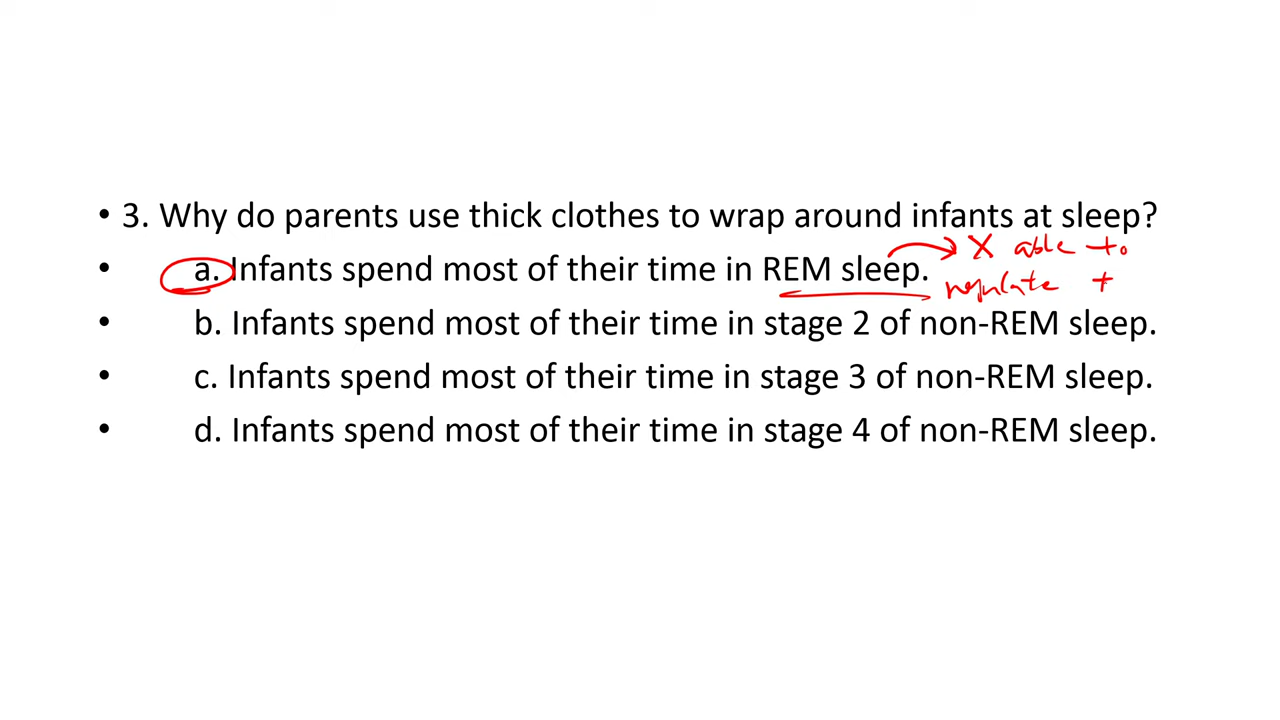 • 3. Why do parents use thick clothes to wrap around infants at sleep?
• a. Infants spend most of their time in REM sleep. X able to
regulate t
• b. Infants spend most of their time in stage 2 of non-REM sleep.
• c. Infants spend most of their time in stage 3 of non-REM sleep.
• d. Infants spend most of their time in stage 4 of non-REM sleep.